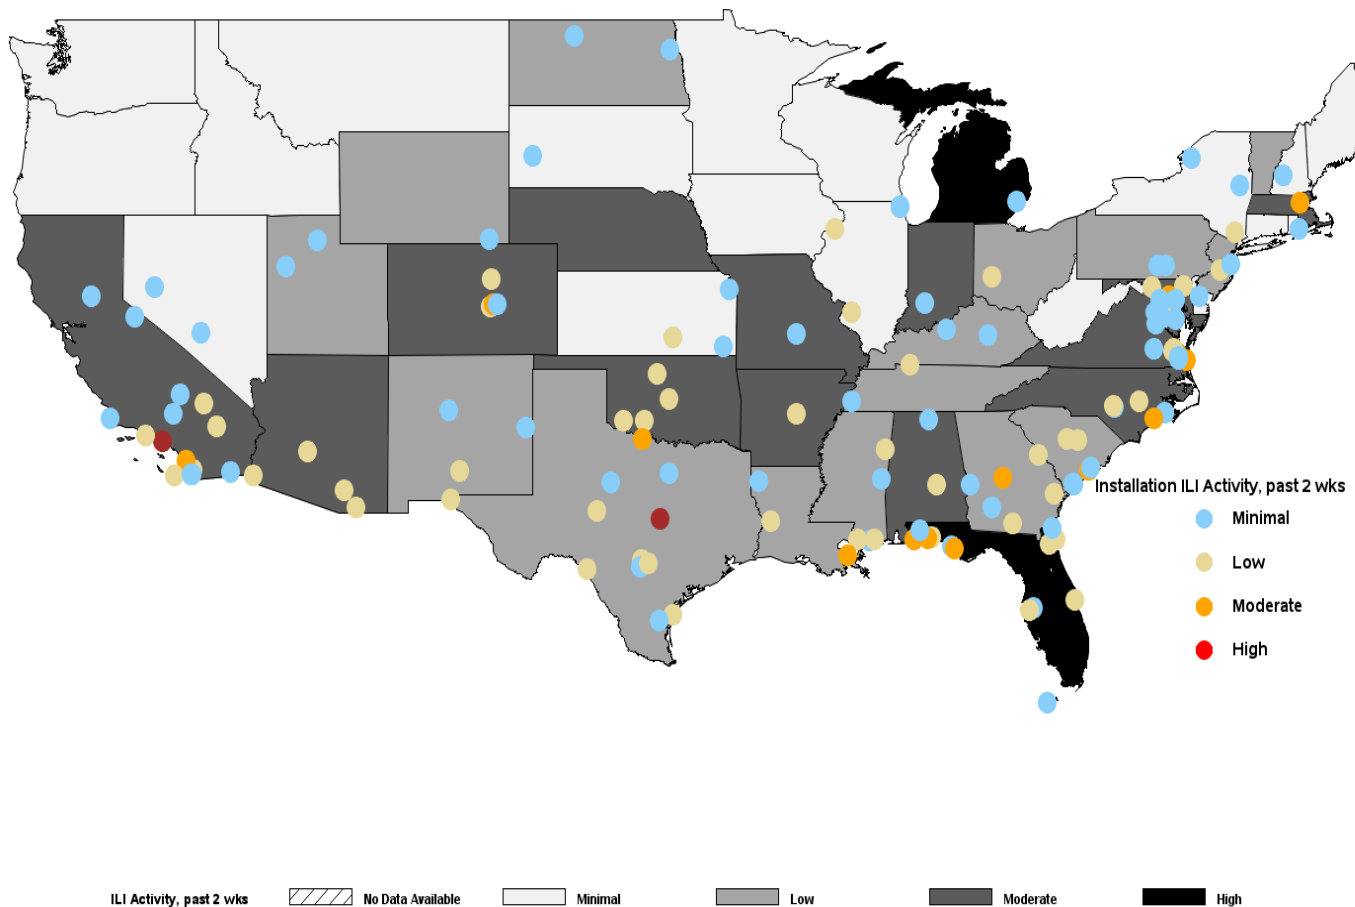 Installation ILI Activity, past 2 wks
Minimal
Low
Moderate
High
ILI Activity, past 2 wks No Data Available Minimal Low Moderate High